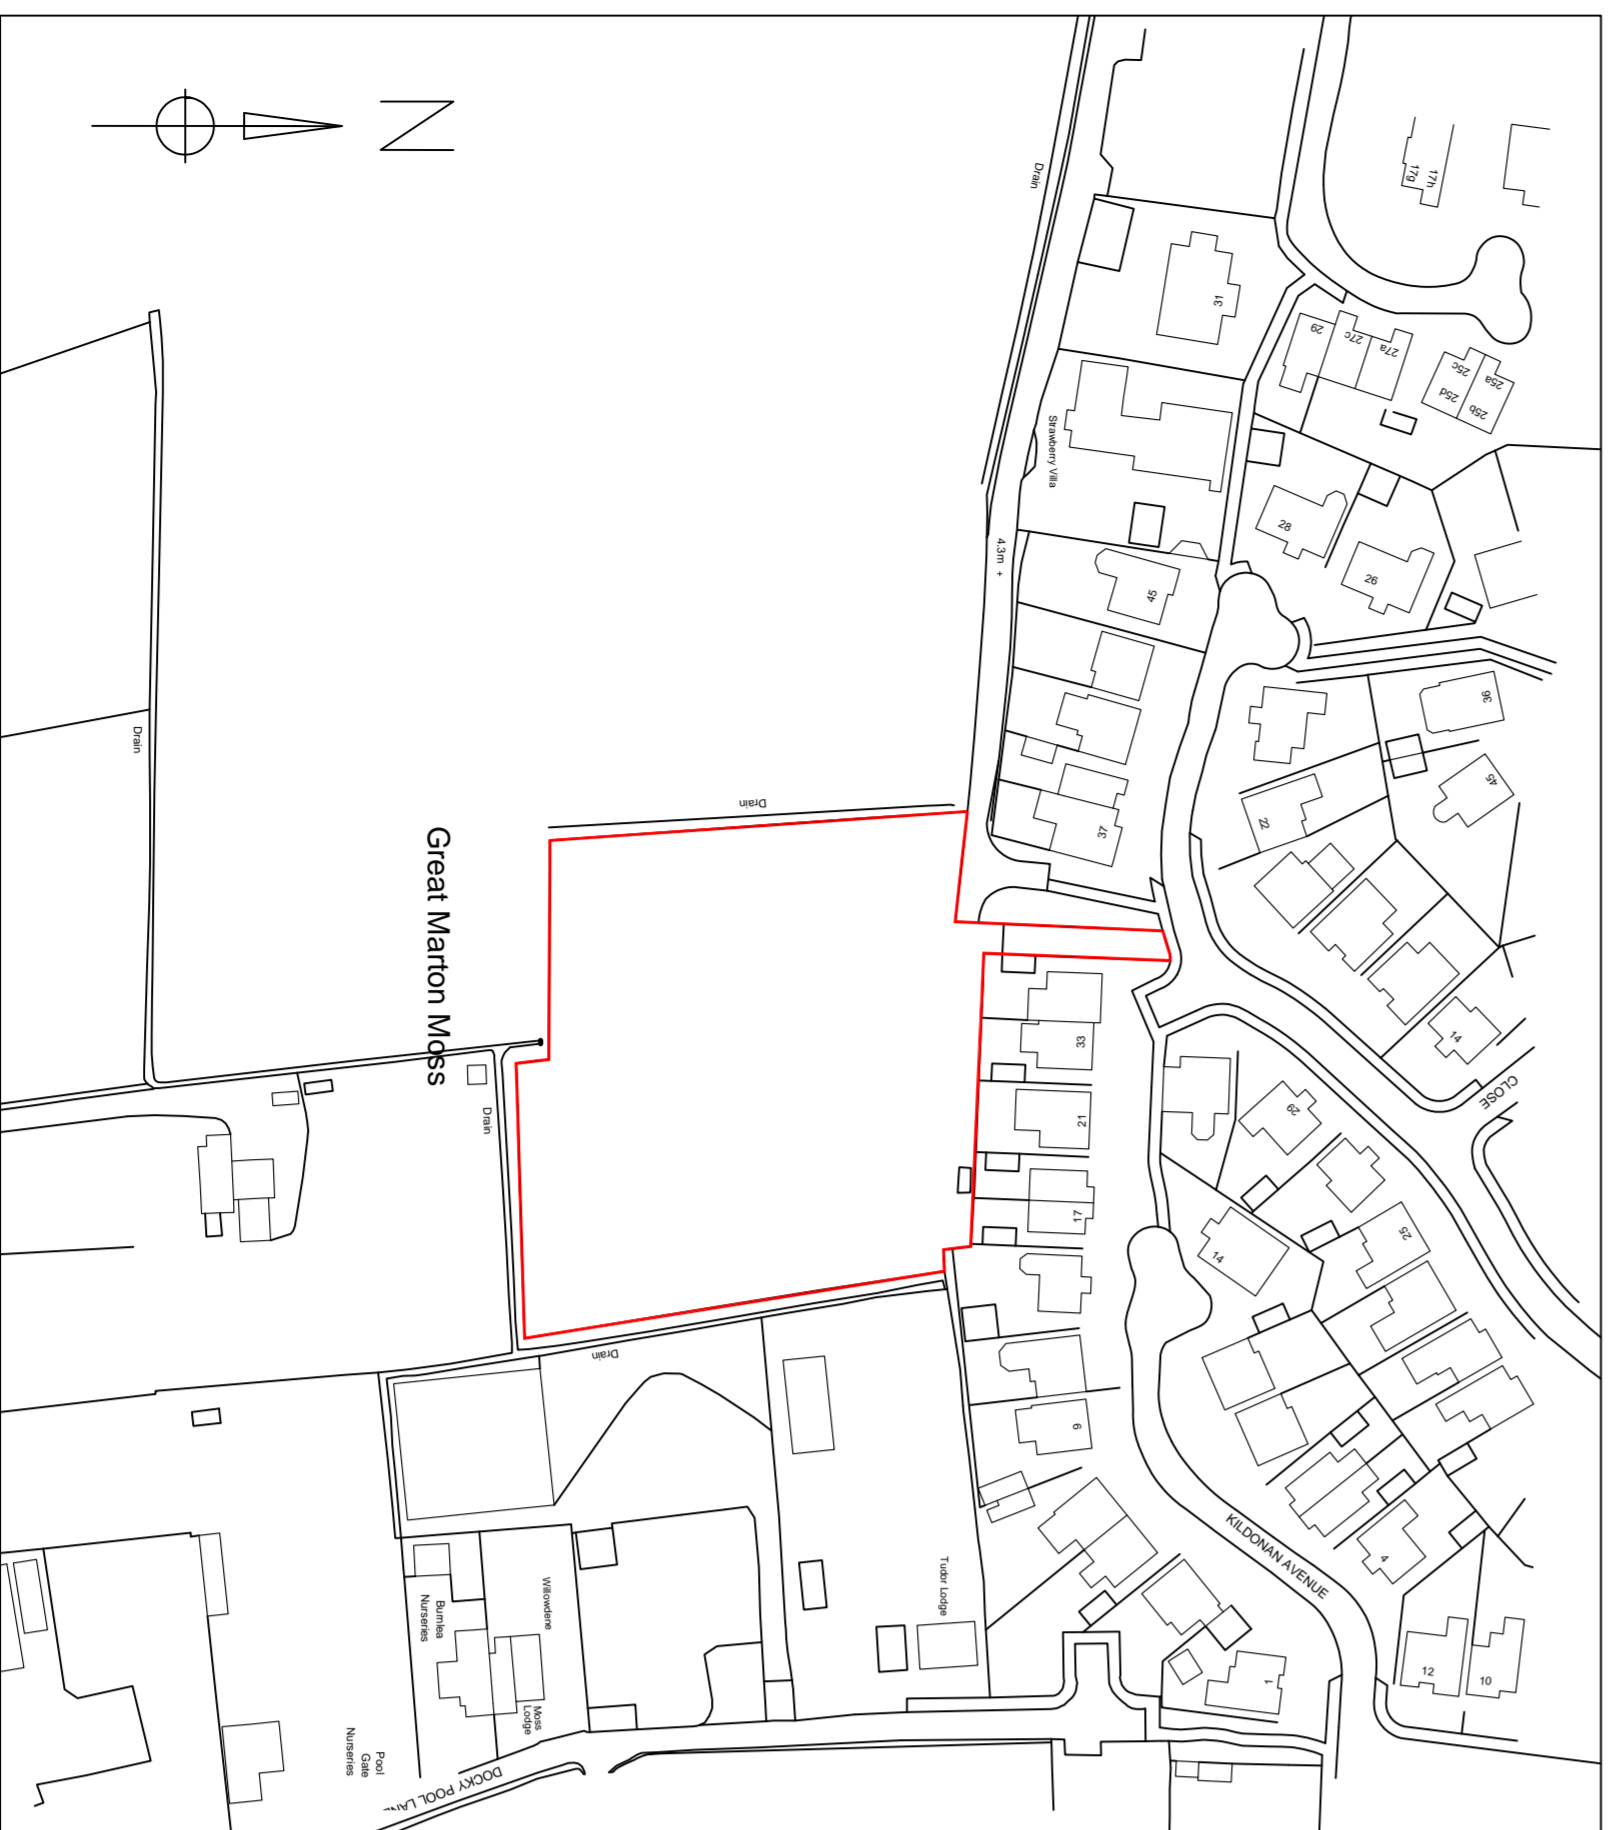 N
Drain
17g
17h
31
29
27c
27a
25c
25a
25d
25b
Strawberry Villa
28
26
4.3m +
45
36
45
22
37
14
CLOSE
Drain
Drain
Great Marton Moss
Drain
33
21
17
29
25
14
Drain
9
KILDONAN AVENUE
4
12
10
1
Tudor Lodge
Willowdene
Burnlea
Nurseries
Moss
Lodge
Pool
Gate
Nurseries
DOCKY POOL